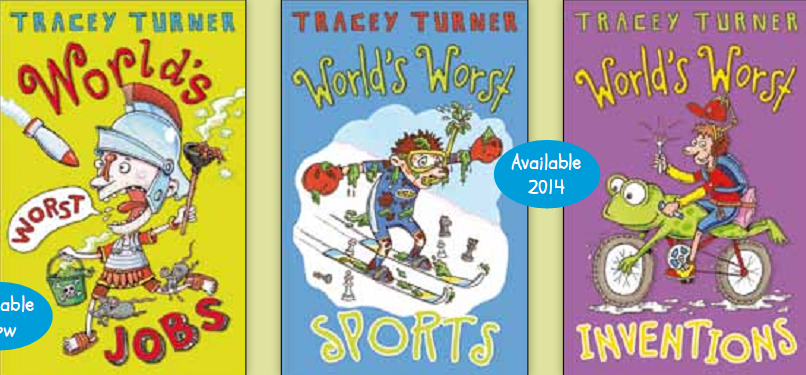 TRACEY TURNER
World's
WORST
JOBS
TRACEY TURNER
World's Worst
SPORTS
Available
2014
TRACEY TURNER
World's Worst
INVENTIONS